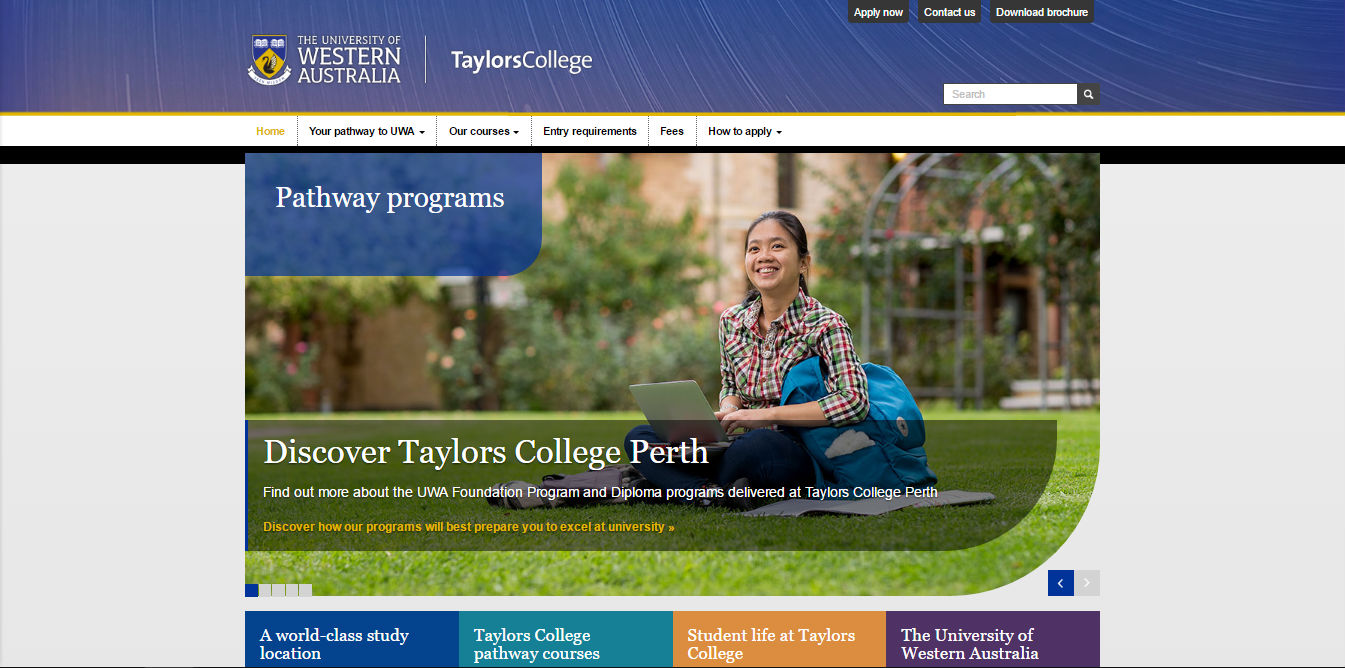 Apply now
Contact us
Download brochure
THE UNIVERSITY OF
WESTERN
AUSTRALIA
TaylorsCollege
Search
Home
Your pathway to UWA
Our courses
Entry requirements
Fees
How to apply
Pathway programs
Discover Taylors College Perth
Find out more about the UWA Foundation Program and Diploma programs delivered at Taylors College Perth
Discover how our programs will best prepare you to excel at university »
A world-class study
location
Taylors College
pathway courses
Student life at Taylors
College
The University of
Western Australia